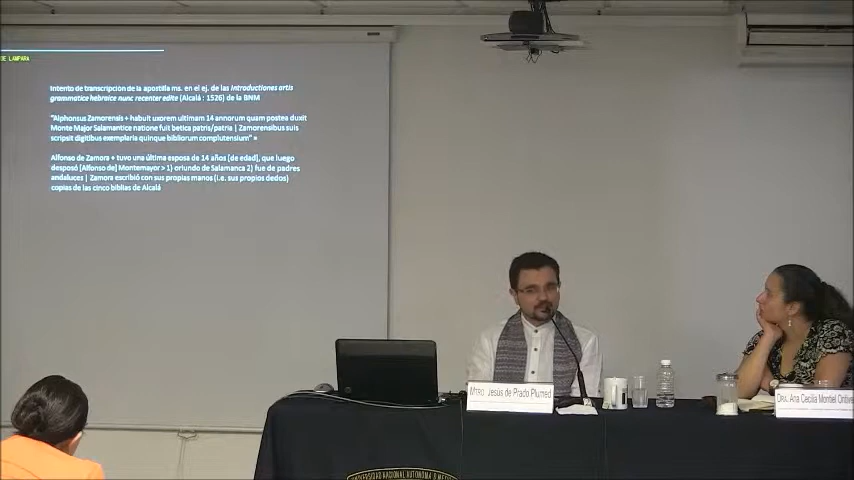 DE LAMPARA
Intento de transcripción de la apostilla ms. en el ej. de las Introductiones artis
grammatice hebraice nunc recenter edite (Alcalá : 1526) de la BNM
"Alphonsus Zamorensis + habuit uxorem ultimam 14 annorum quam postea duxit
Monte Major Salamantice natione fuit betica patris/patria | Zamorensibus suis
scripsit digitibus exemplaria quinque bibliorum complutensium" »
Alfonso de Zamora + tuvo una última esposa de 14 años [de edad], que luego
desposó [Alfonso de] Montemayor > 1) oriundo de Salamanca 2) fue de padres
andaluces | Zamora escribió con sus propias manos (i.e. sus propios dedos)
copias de las cinco biblias de Alcalá
Mtro. Jesús de Prado Plumed
Dra. Ana Cecilia Montiel Ontive
UNIVERSIDAD NACIONAL AUTÓNOMA